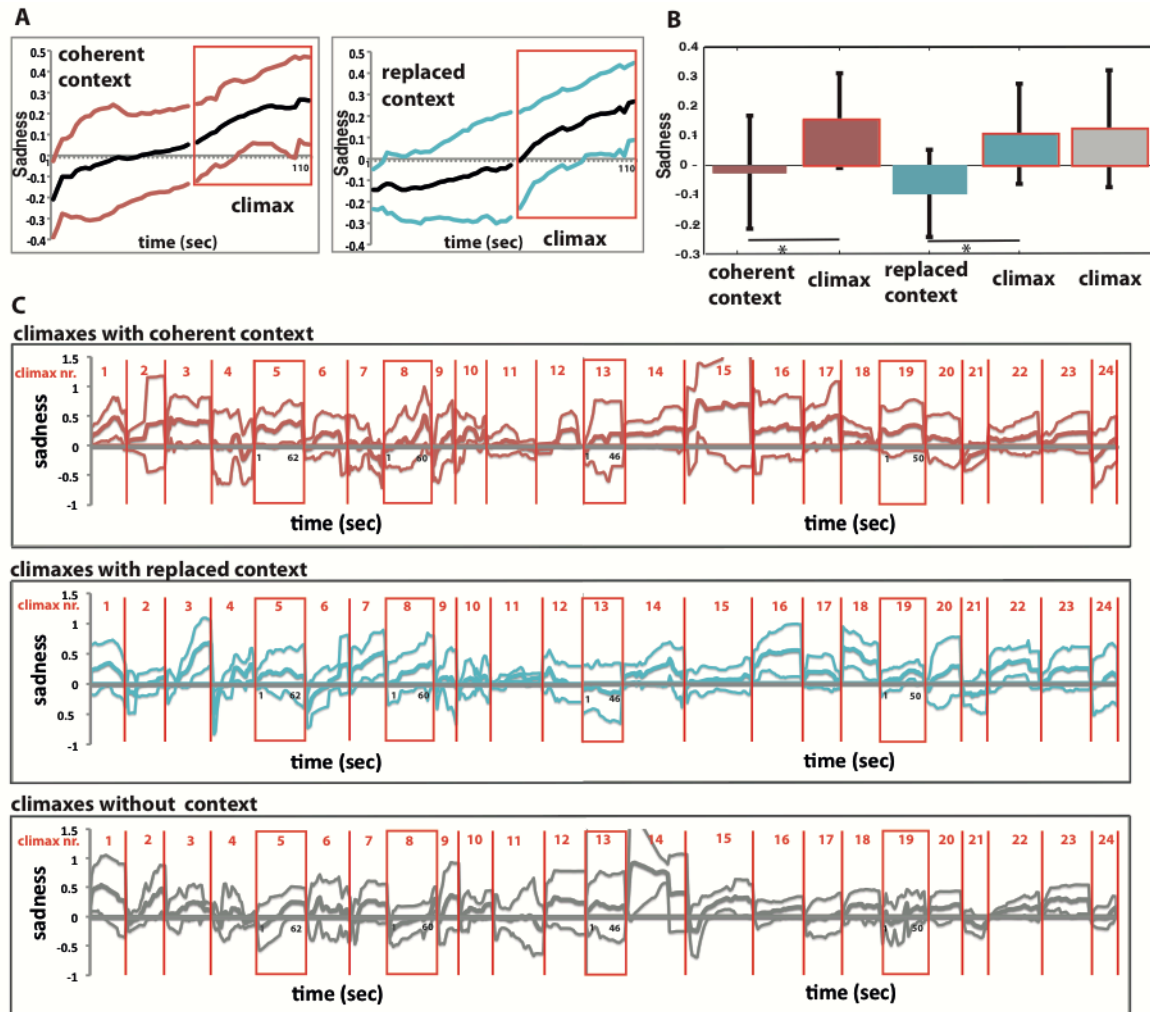 A
coherent
context
0.5
0.4
0.3
0.2
0.1
0
-0.1
-0.2
-0.3
-0.4
Sadness
110
climax
time (sec)
replaced
context
0.5
0.4
0.3
0.2
0.1
0
-0.1
-0.2
-0.3
-0.4
Sadness
110
climax
time (sec)
B
0.4
0.3
0.2
0.1
0
-0.1
-0.2
-0.3
Sadness
*
*
coherent
context
climax
replaced
context
climax
climax
C
climaxes with coherent context
climax nr.
1 2 3 4 5 6 7 8 9 10 11 12 13 14 15 16 17 18 19 20 21 22 23 24
1.5
1
0.5
0
-0.5
-1
sadness
1 62 1 60 1 46 1 50
time (sec) time (sec)
climaxes with replaced context
climax nr.
1 2 3 4 5 6 7 8 9 10 11 12 13 14 15 16 17 18 19 20 21 22 23 24
1.5
1
0.5
0
0.5
-1
sadness
1 62 1 60 1 46 1 50
time (sec) time (sec)
climaxes without context
climax nr.
1 2 3 4 5 6 7 8 9 10 11 12 13 14 15 16 17 18 19 20 21 22 23 24
1.5
1
0.5
0
-0.5
-1
sadness
1 62 1 60 1 46 1 50
time (sec) time (sec)